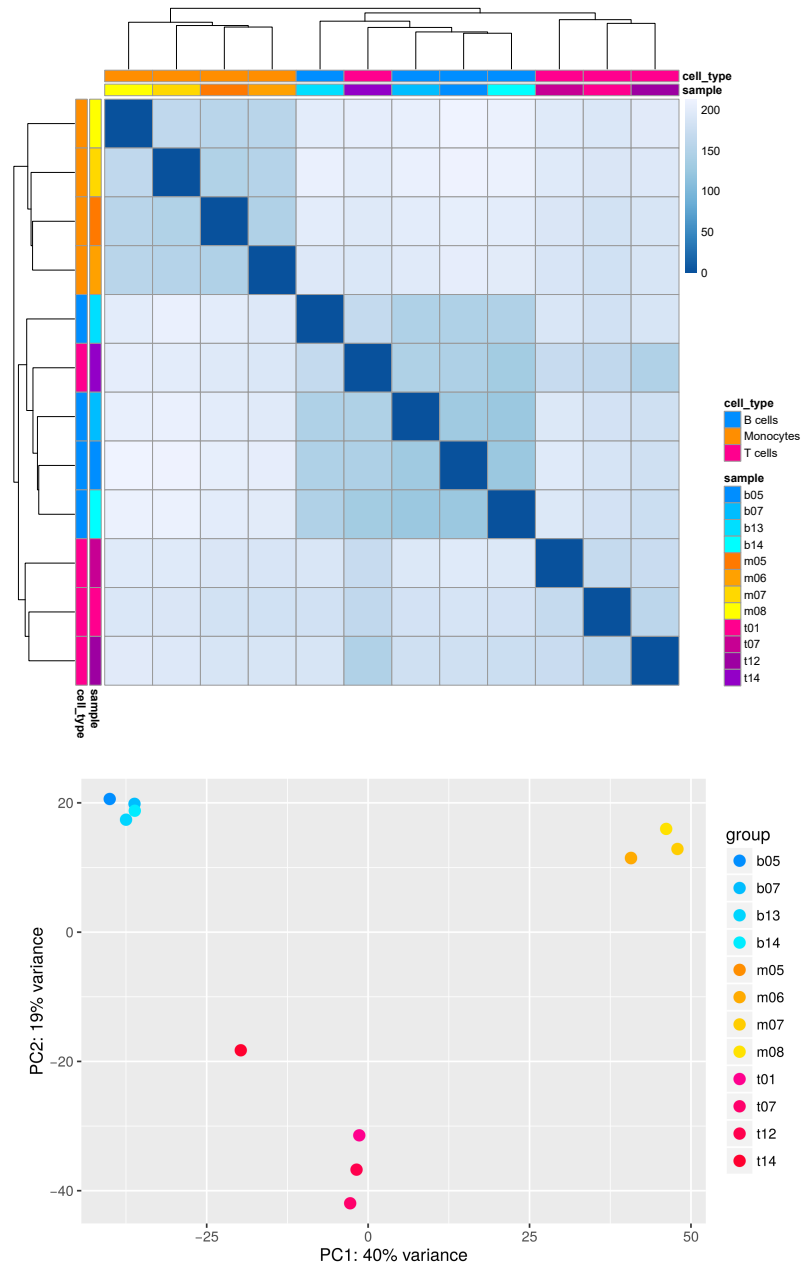 cell_type
sample
200
150
100
50
0
cell_type
B cells
Monocytes
T cells
sample
b05
b07
b13
b14
m05
m06
m07
m08
t01
t07
t12
t14
cell_type
sample
20
0
−20
−40
PC2: 19% variance
−25
0
25
50
PC1: 40% variance
group
b05
b07
b13
b14
m05
m06
m07
m08
t01
t07
t12
t14